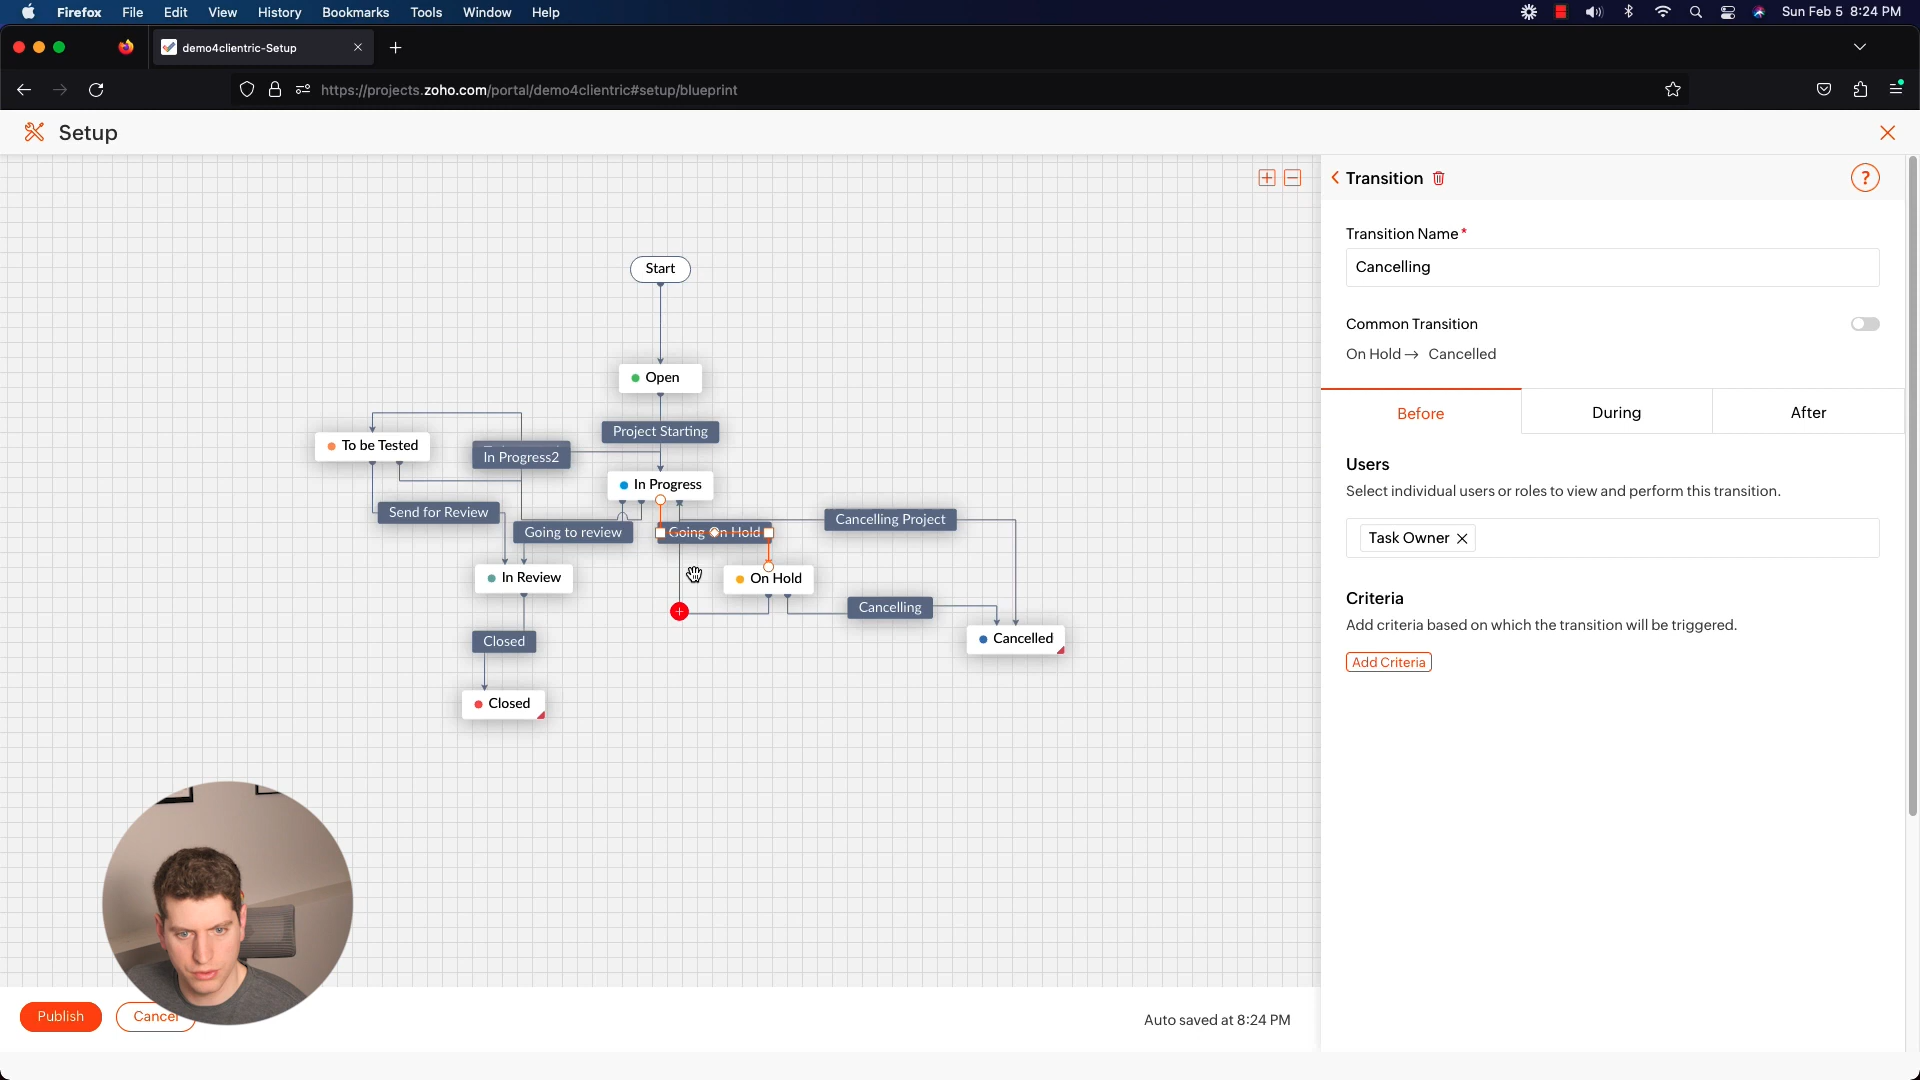 Firefox File Edit View History Bookmarks Tools Window Help
Sun Feb 5 8:24 PM
demo4clientric-Setup
https://projects.zoho.com/portal/demo4clientric#setup/blueprint
Setup
Transition
?
Start
Transition Name*
Cancelling
Common Transition
On Hold → Cancelled
Open
Project Starting
Before During After
To be Tested
In Progress2
In Progress
Users
Select individual users or roles to view and perform this transition.
Send for Review
Going to review
Going On Hold
Cancelling Project
Task Owner
In Review
On Hold
Cancelling
Criteria
Add criteria based on which the transition will be triggered.
Cancelled
Closed
Add Criteria
Closed
Publish
Cancel
Auto saved at 8:24 PM